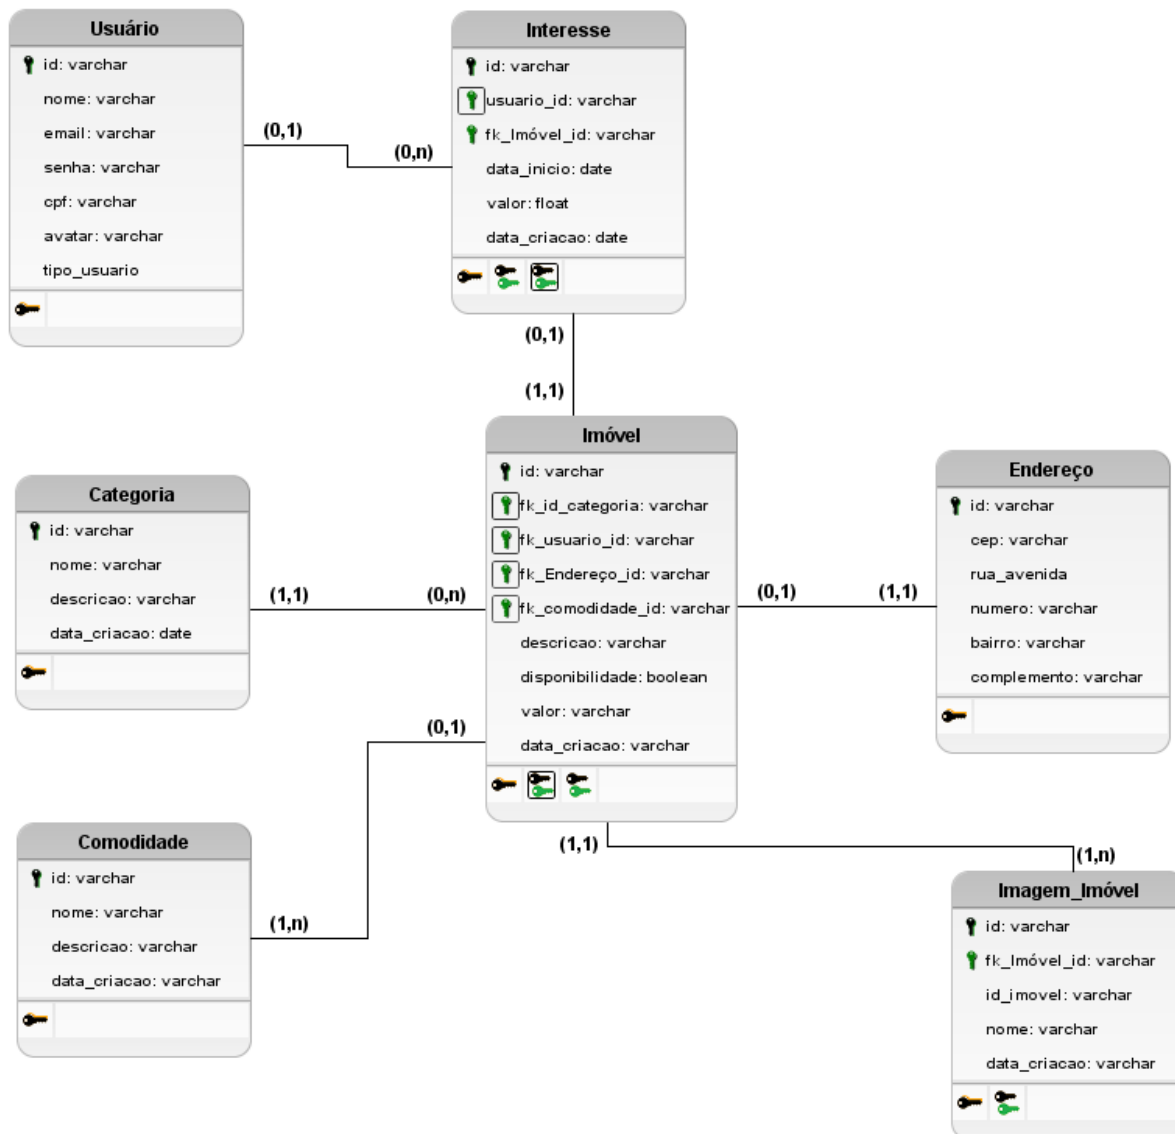 Usuário
id: varchar
nome: varchar
email: varchar
senha: varchar
cpf: varchar
avatar: varchar
tipo_usuario
(0,1)
(0,n)
Interesse
id: varchar
usuario_id: varchar
fk_Imóvel_id: varchar
data_inicio: date
valor: float
data_criacao: date
(0,1)
(1,1)
Categoria
id: varchar
nome: varchar
descricao: varchar
data_criacao: date
(1,1)
(0,n)
Imóvel
id: varchar
fk_id_categoria: varchar
fk_usuario_id: varchar
fk_Endereço_id: varchar
fk_comodidade_id: varchar
descricao: varchar
disponibilidade: boolean
valor: varchar
data_criacao: varchar
(0,1)
(1,1)
Endereço
id: varchar
cep: varchar
rua_avenida
numero: varchar
bairro: varchar
complemento: varchar
(0,1)
(1,n)
Comodidade
id: varchar
nome: varchar
descricao: varchar
data_criacao: varchar
(1,1)
(1,n)
Imagem_Imóvel
id: varchar
fk_Imóvel_id: varchar
id_imovel: varchar
nome: varchar
data_criacao: varchar